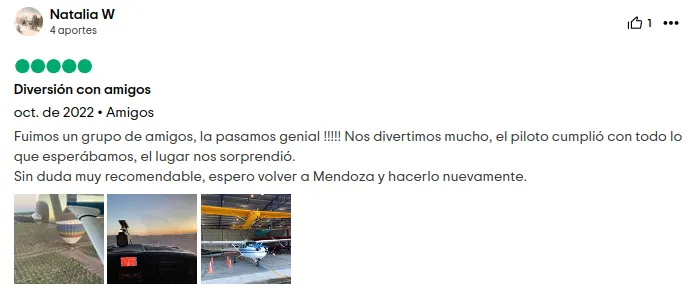 Natalia W
4 aportes
1
Diversión con amigos
oct. de 2022 • Amigos
Fuimos un grupo de amigos, la pasamos genial !!!!! Nos divertimos mucho, el piloto cumplió con todo lo
que esperábamos, el lugar nos sorprendió.
Sin duda muy recomendable, espero volver a Mendoza y hacerlo nuevamente.